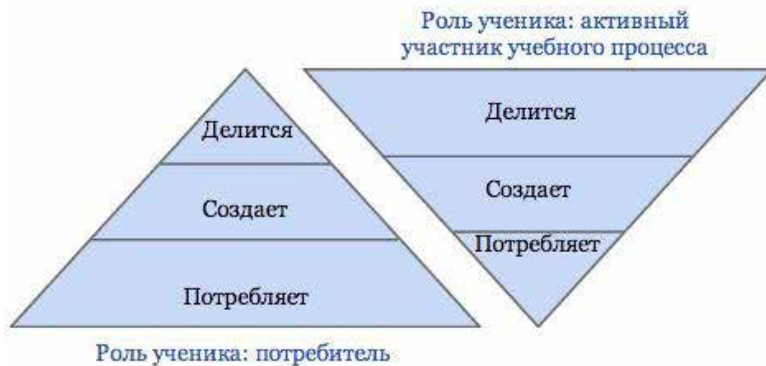 Роль ученика: активный
участник учебного процесса
Делится
Создает
Потребляет
Делится
Создает
Потребляет
Роль ученика: потребитель